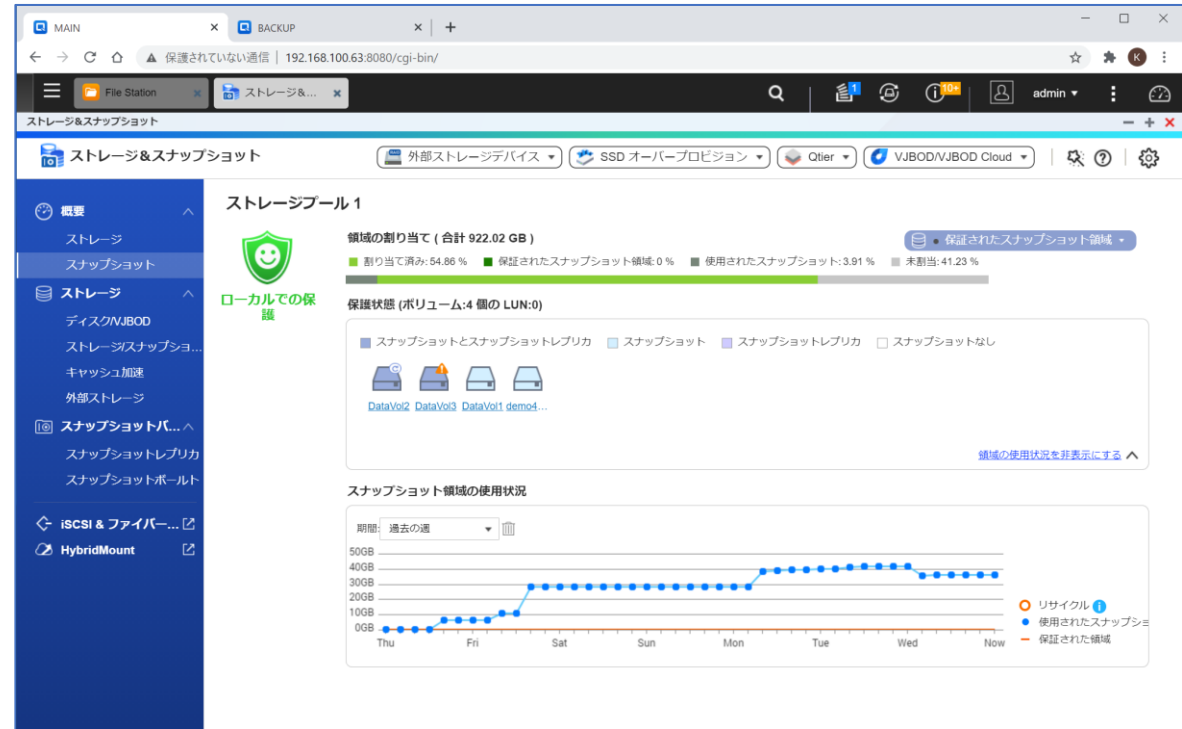 MAIN
BACKUP
保護されていない通信 | 192.168.100.63:8080/cgi-bin/
K
File Station
ストレージ&...
1
10+
admin
ストレージ&スナップショット
ストレージ&スナップショット
外部ストレージデバイス
SSD オーバープロビジョン
Qtier
VJBOD/VJBOD Cloud
概要
ストレージ
スナップショット
ストレージ
ディスク/VJBOD
ストレージ/スナップショ...
キャッシュ加速
外部ストレージ
スナップショットバ...
スナップショットレプリカ
スナップショットボールト
iSCSI & ファイバー...
HybridMount
ストレージプール 1
ローカルでの保
護
領域の割り当て ( 合計 922.02 GB )
保証されたスナップショット領域
割り当て済み: 54.86 %
保証されたスナップショット領域: 0 %
使用されたスナップショット: 3.91 %
未割当: 41.23 %
保護状態 (ボリューム:4 個の LUN:0)
スナップショットとスナップショットレプリカ
スナップショット
スナップショットレプリカ
スナップショットなし
DataVol2
DataVol3
DataVol1
demo4...
領域の使用状況を非表示にする
スナップショット領域の使用状況
期間: 過去の週
50GB
40GB
30GB
20GB
10GB
0GB
Thu
Fri
Sat
Sun
Mon
Tue
Wed
Now
リサイクル
使用されたスナップショ
保証された領域